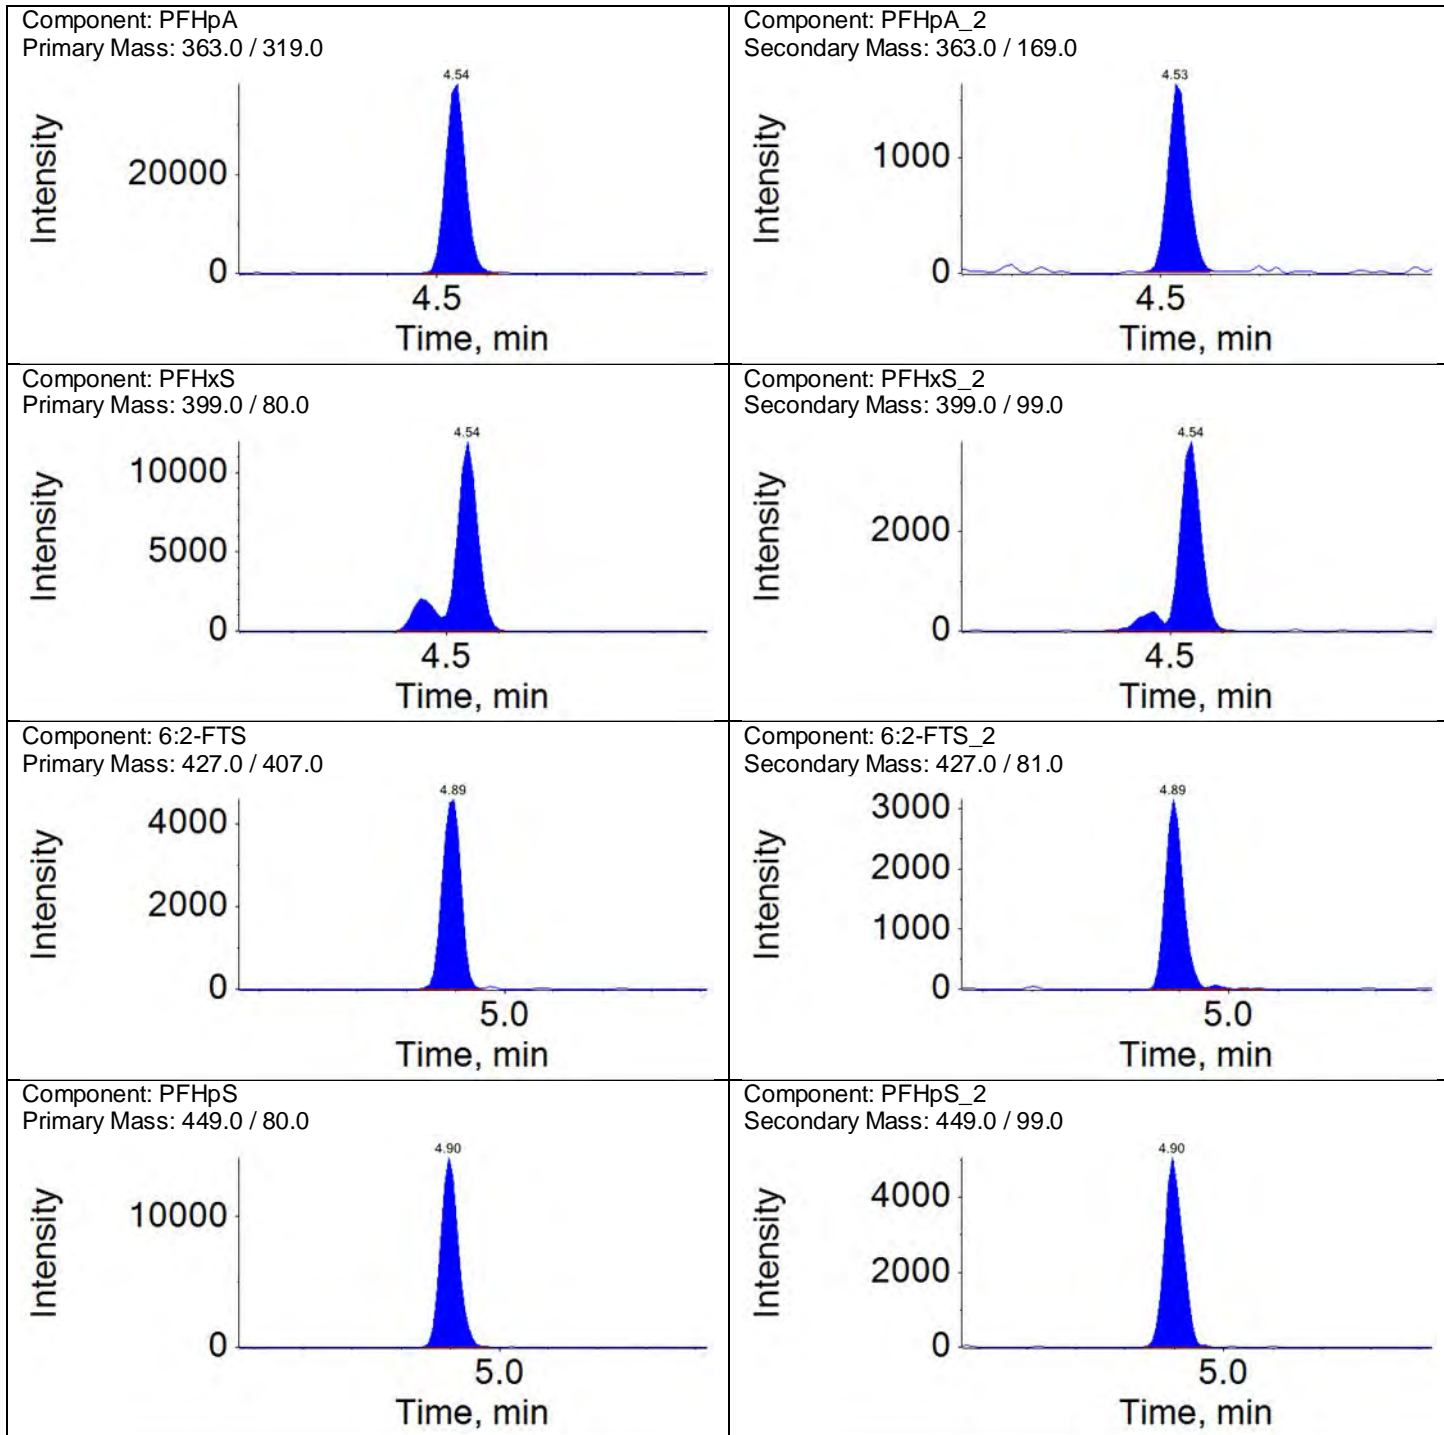 Component: PFHpA
Primary Mass: 363.0 / 319.0
4.54
Intensity
20000
0
4.5
Time, min
Component: PFHpA_2
Secondary Mass: 363.0 / 169.0
4.53
Intensity
1000
0
4.5
Time, min
Component: PFHxS
Primary Mass: 399.0 / 80.0
4.54
Intensity
10000
5000
0
4.5
Time, min
Component: PFHxS_2
Secondary Mass: 399.0 / 99.0
4.54
Intensity
2000
0
4.5
Time, min
Component: 6:2-FTS
Primary Mass: 427.0 / 407.0
4.89
Intensity
4000
2000
0
5.0
Time, min
Component: 6:2-FTS_2
Secondary Mass: 427.0 / 81.0
4.89
Intensity
3000
2000
1000
0
5.0
Time, min
Component: PFHpS
Primary Mass: 449.0 / 80.0
4.90
Intensity
10000
0
5.0
Time, min
Component: PFHpS_2
Secondary Mass: 449.0 / 99.0
4.90
Intensity
4000
2000
0
5.0
Time, min